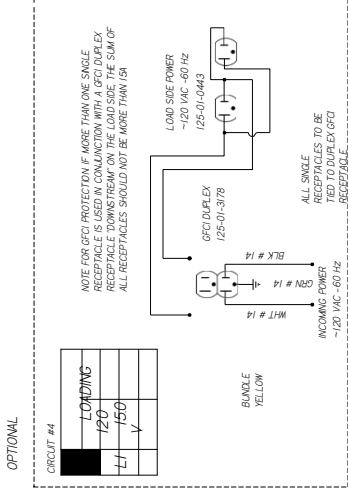 OPTIONAL
CIRCUIT #4
LOADING
120
L1 15.0
V
NOTE FOR GFCI PROTECTION IF MORE THAN ONE SINGLE
RECEPTACLE IS USED IN CONJUNCTION WITH A GFCI DUPLEX
RECEPTACLE "DOWNSTREAM" ON THE LOAD SIDE, THE SUM OF
ALL RECEPTACLES SHOULD NOT BE MORE THAN 15A
LOAD SIDE POWER
~120 VAC -60 Hz
125-01-0443
GFCI DUPLEX
125-01-3178
BUNDLE
YELLOW
WHT # 14
GRN # 14
BLK # 14
INCOMING POWER
~120 VAC -60 Hz
ALL SINGLE
RECEPTACLES TO BE
TIED TO DUPLEX GFCI
RECEPTACLE